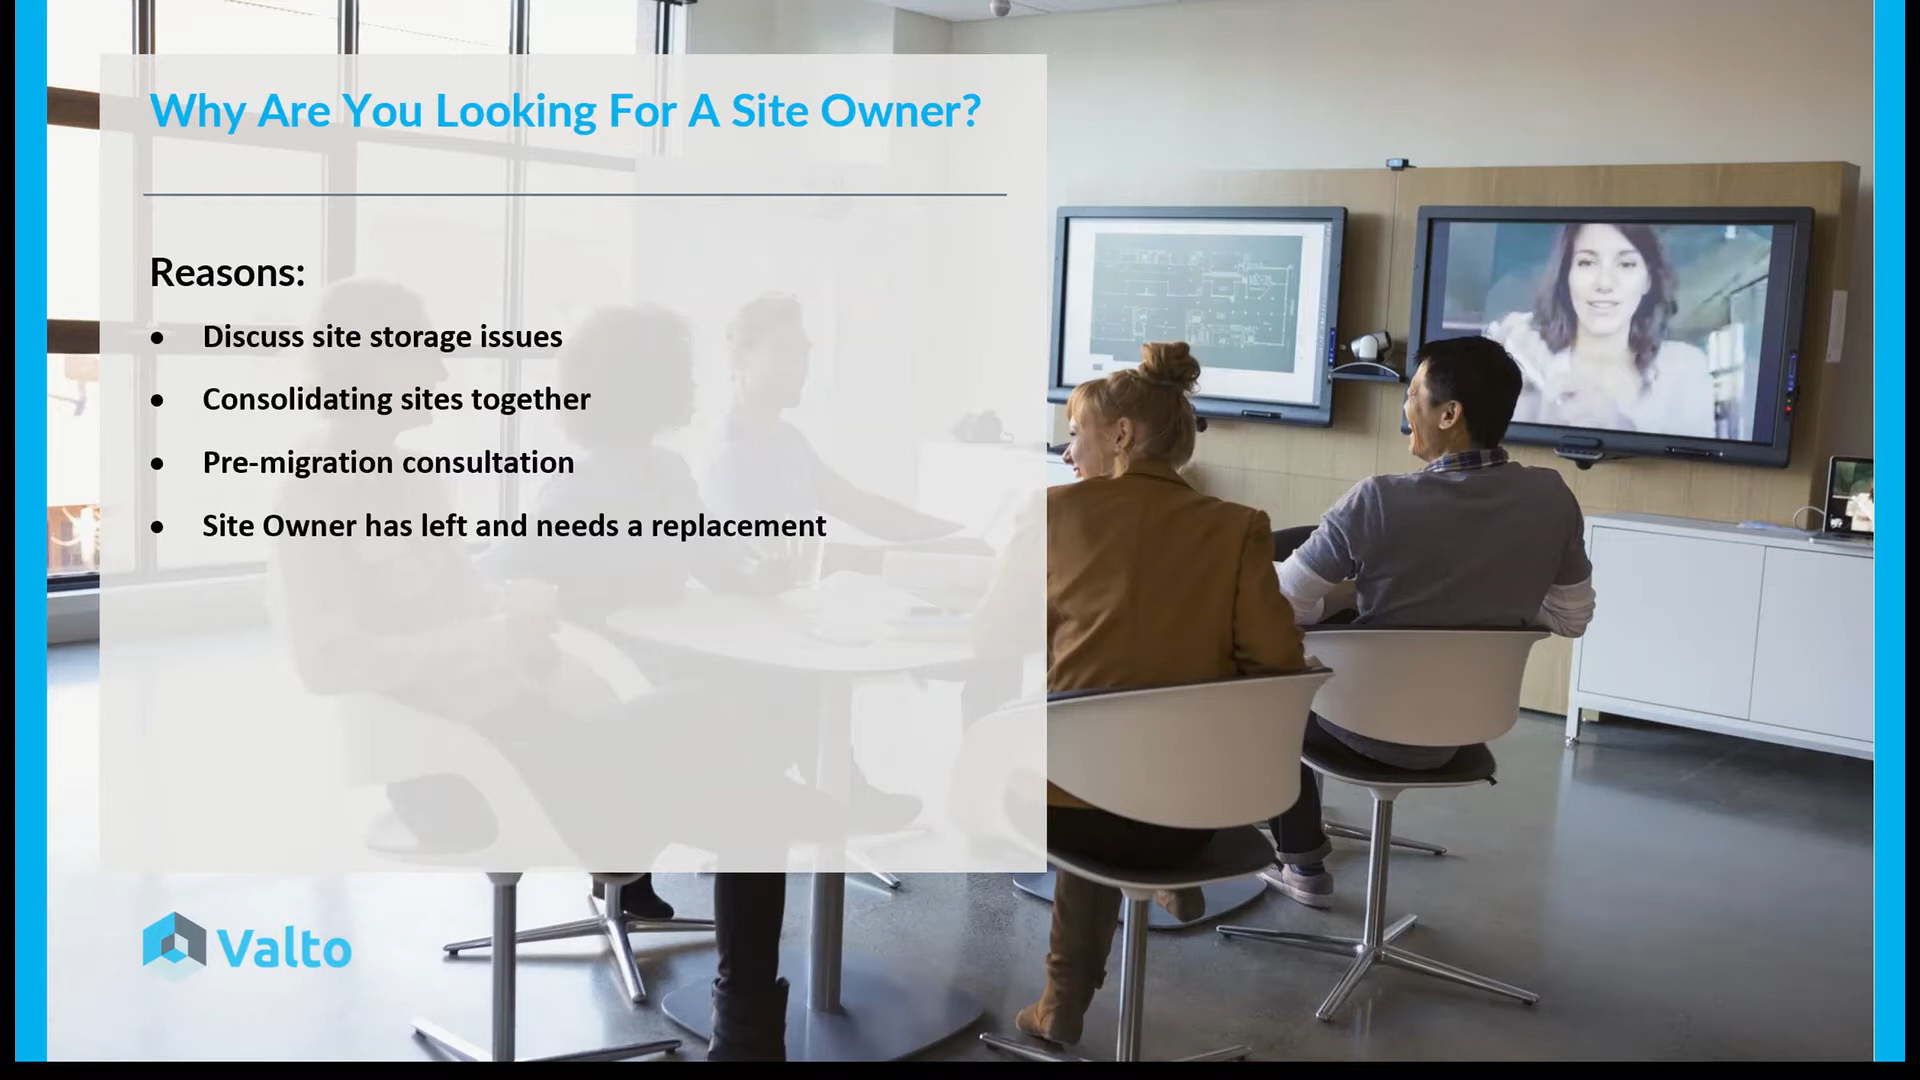 Why Are You Looking For A Site Owner?
Reasons:
• Discuss site storage issues
• Consolidating sites together
• Pre-migration consultation
• Site Owner has left and needs a replacement
Valto